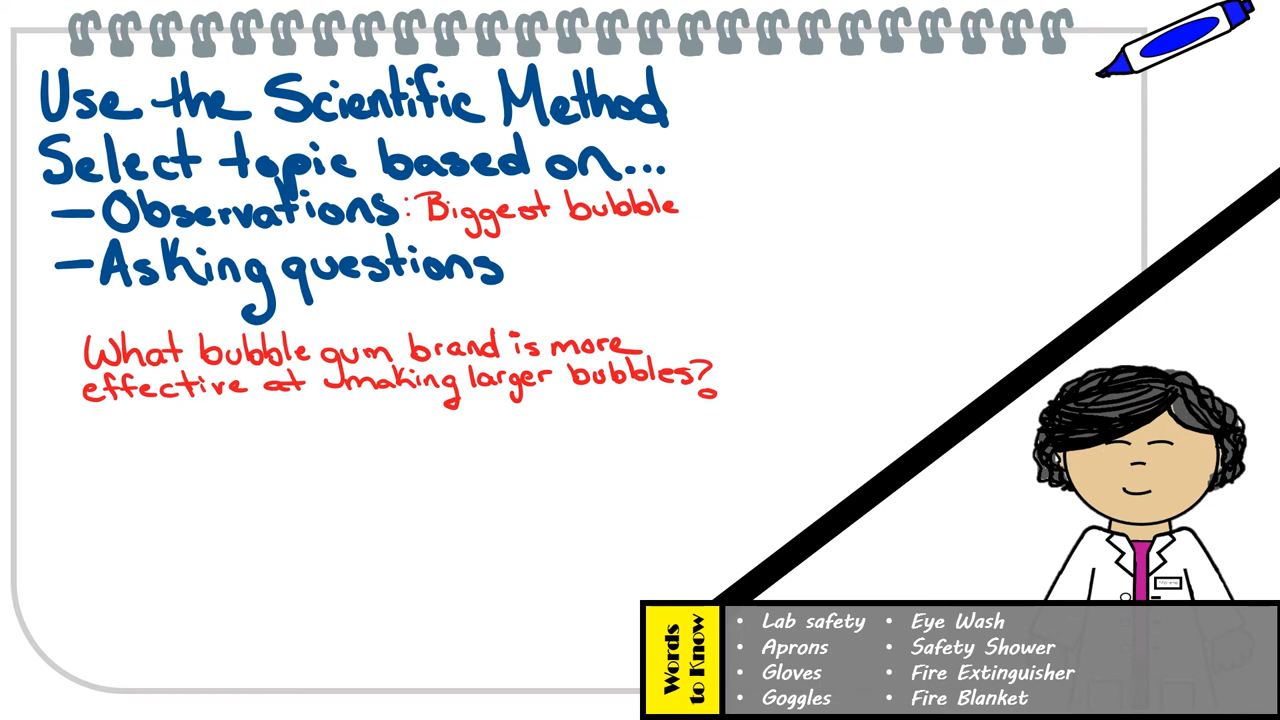 Use the Scientific Method
Select topic based on...
- Observations: Biggest bubble
- Asking questions
What bubble gum brand is more
effective at making larger bubbles?
Words
to Know
• Lab safety
• Aprons
• Gloves
• Goggles
• Eye Wash
• Safety Shower
• Fire Extinguisher
• Fire Blanket